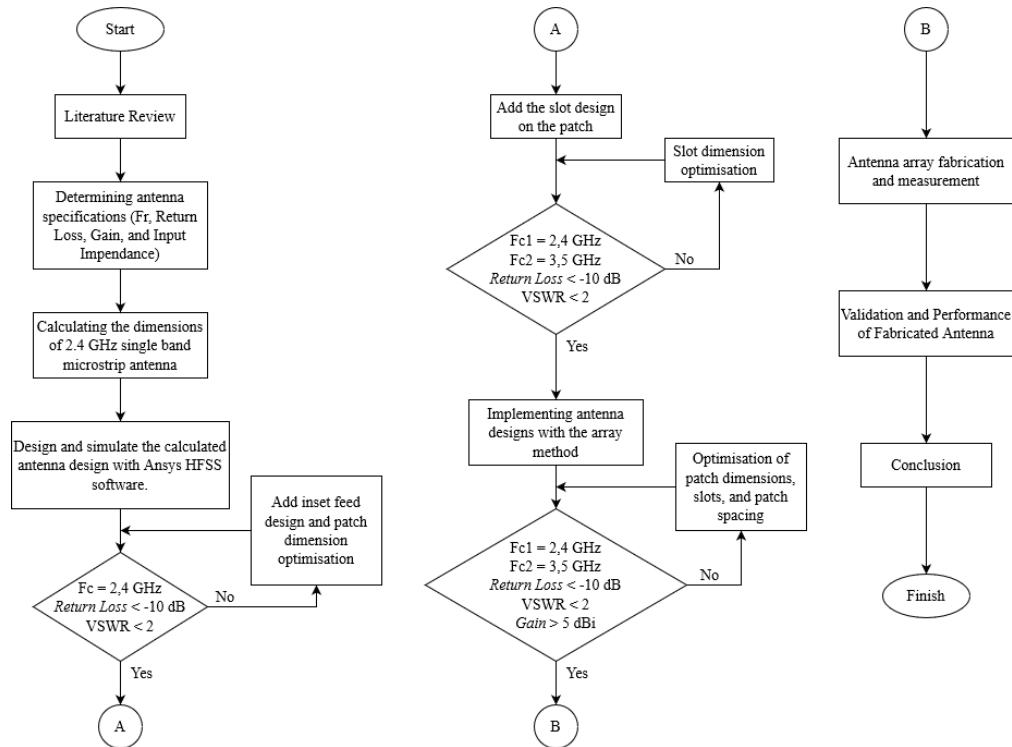 Start
Literature Review
Determining antenna
specifications (Fr, Return
Loss, Gain, and Input
Impendance)
Calculating the dimensions
of 2.4 GHz single band
microstrip antenna
Design and simulate the calculated
antenna design with Ansys HFSS
software.
Add inset feed
design and patch
dimension
optimisation
Fc = 2,4 GHz
Return Loss < -10 dB
VSWR < 2
No
Yes
A
A
Add the slot design
on the patch
Slot dimension
optimisation
Fc1 = 2,4 GHz
Fc2 = 3,5 GHz
Return Loss < -10 dB
VSWR < 2
No
Yes
Implementing antenna
designs with the array
method
Optimisation of
patch dimensions,
slots, and patch
spacing
Fc1 = 2,4 GHz
Fc2 = 3,5 GHz
Return Loss < -10 dB
VSWR < 2
Gain > 5 dBi
No
Yes
B
B
Antenna array fabrication
and measurement
Validation and Performance
of Fabricated Antenna
Conclusion
Finish